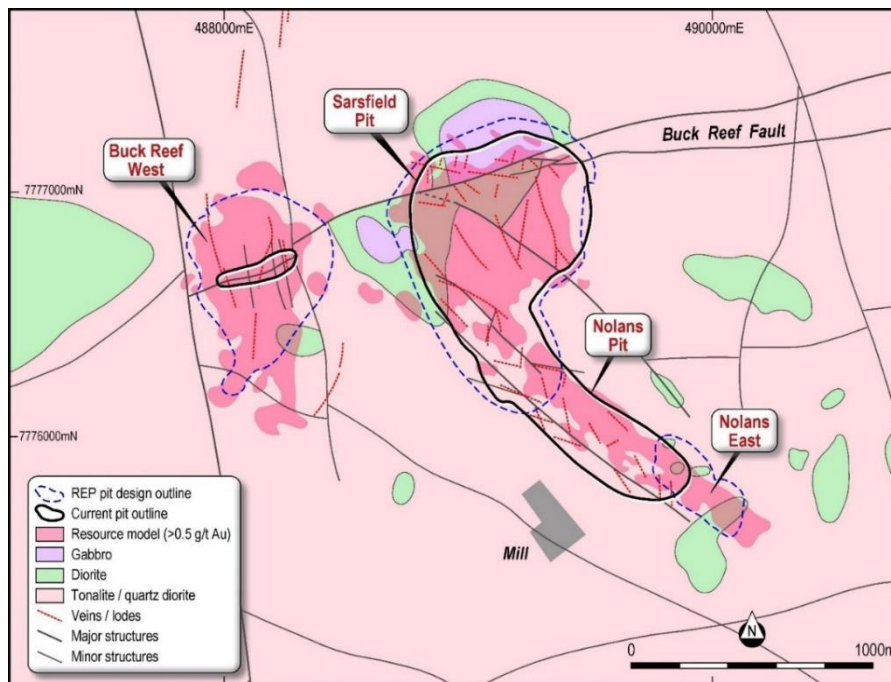 488000mE
490000mE
Sarsfield
Pit
Buck Reef
West
Buck Reef Fault
7777000mN
Nolans
Pit
Nolans
East
7776000mN
Mill
REP pit design outline
Current pit outline
Resource model (>0.5 g/t Au)
Gabbro
Diorite
Tonalite / quartz diorite
Veins / lodes
Major structures
Minor structures
N
0
1000m